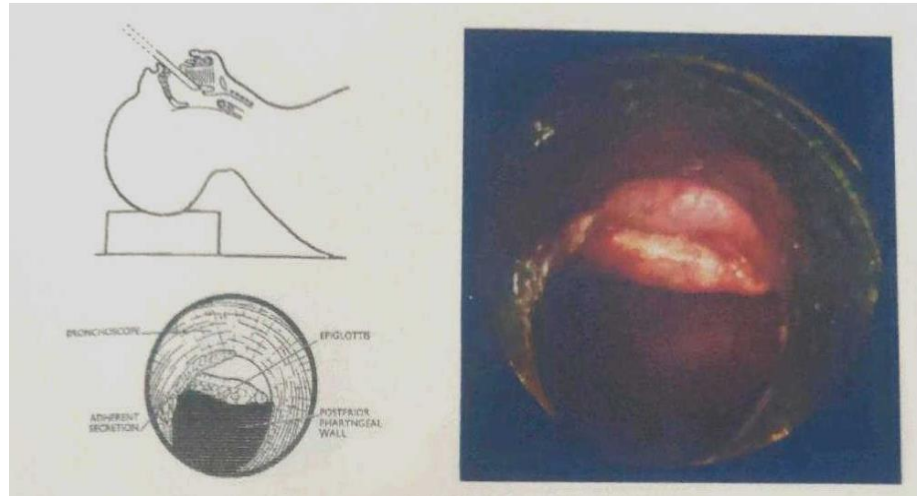 BRONCHOSCOPE
EPIGLOTTIS
ADHERENT
SECRETION
POSTERIOR
PHARYNGEAL
WALL